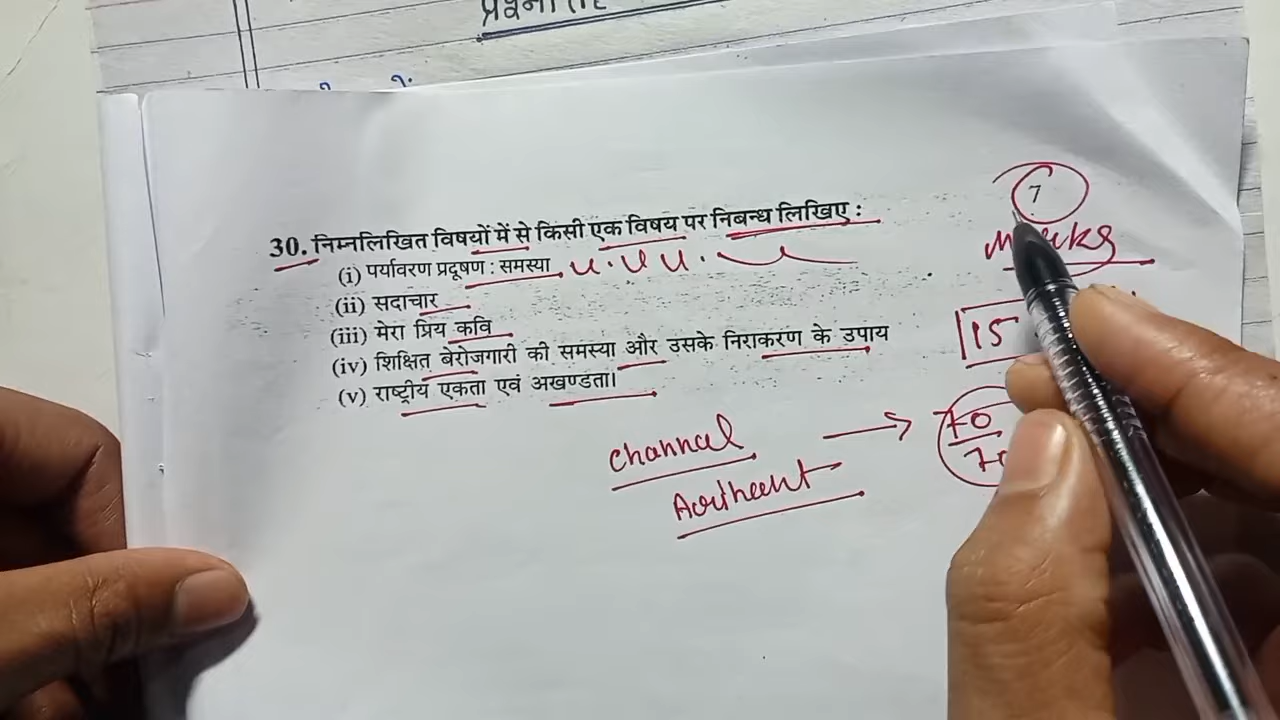 30. निम्नलिखित विषयों में से किसी एक विषय पर निबन्ध लिखिए :
7
Marks
(i) पर्यावरण प्रदूषण : समस्या
(ii) सदाचार
15
(iii) मेरा प्रिय कवि
(iv) शिक्षित बेरोजगारी की समस्या और उसके निराकरण के उपाय
(v) राष्ट्रीय एकता एवं अखण्डता।
channel
70